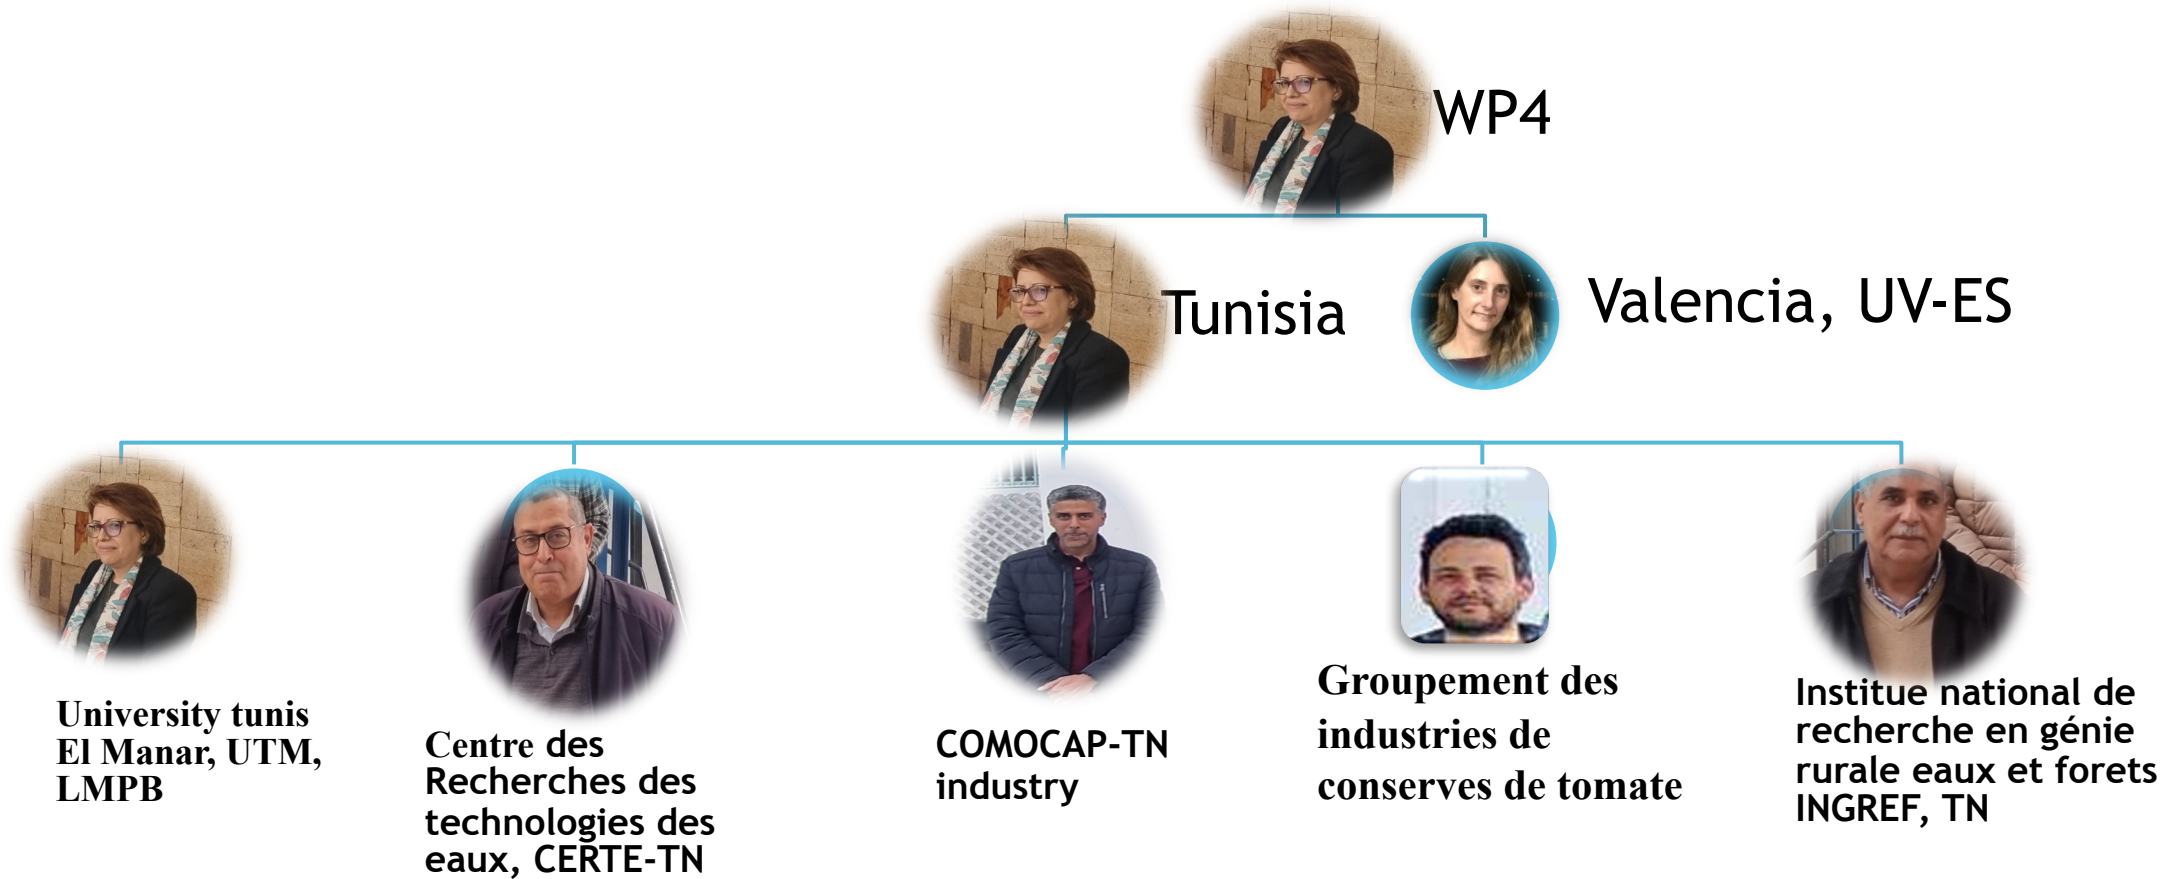 WP4
Tunisia
Valencia, UV-ES
University tunis
El Manar, UTM,
LMPB
Centre des
Recherches des
technologies des
eaux, CERTE-TN
COMOCAP-TN
industry
Groupement des
industries de
conserves de tomate
Institue national de
recherche en génie
rurale eaux et forets
INGREF, TN